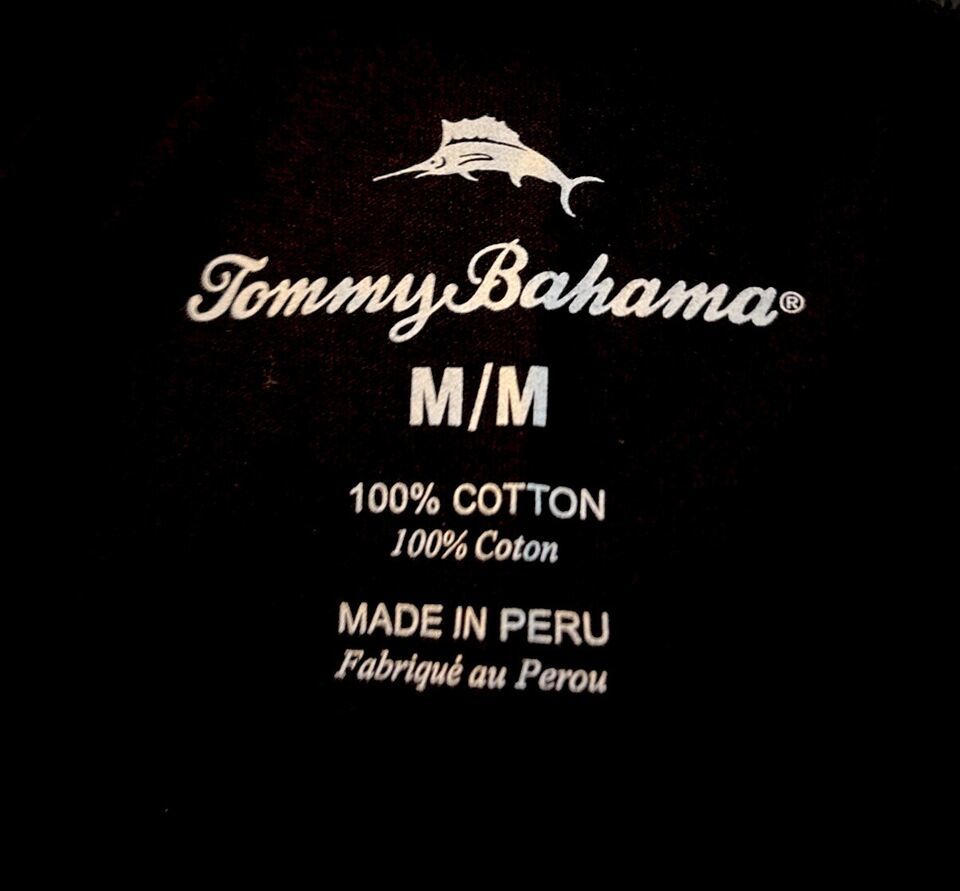 Tommy Bahama®
M/M
100% COTTON
100% Coton
MADE IN PERU
Fabriqué au Perou